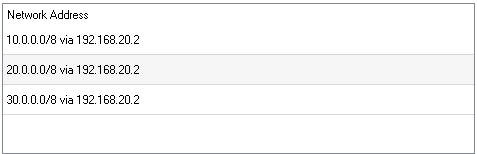 Network Address
10.0.0.0/8 via 192.168.20.2
20.0.0.0/8 via 192.168.20.2
30.0.0.0/8 via 192.168.20.2